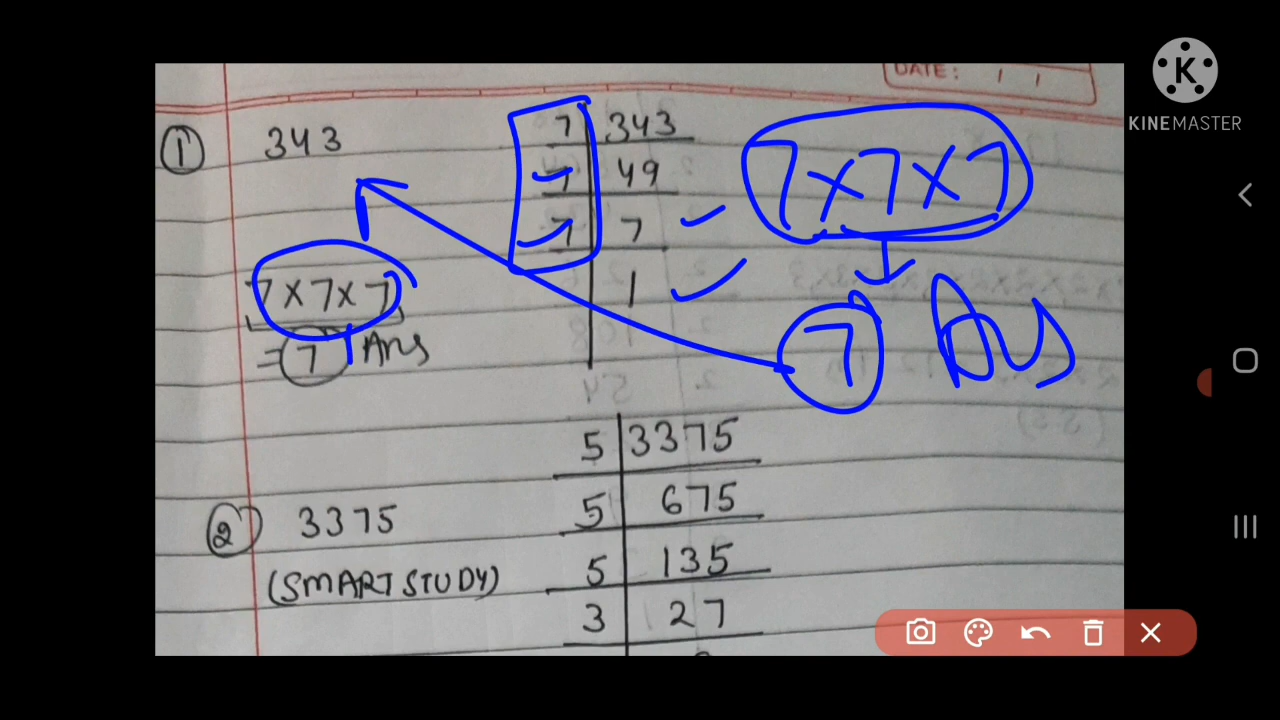 KINEMASTER
DATE:
① 343
7 | 343
7 | 49
7 | 7
1
7×7×7
7 Ans
7×7×7
= 7 Ans
② 3375
(SMART STUDY)
5 | 3375
5 | 675
5 | 135
3 | 27